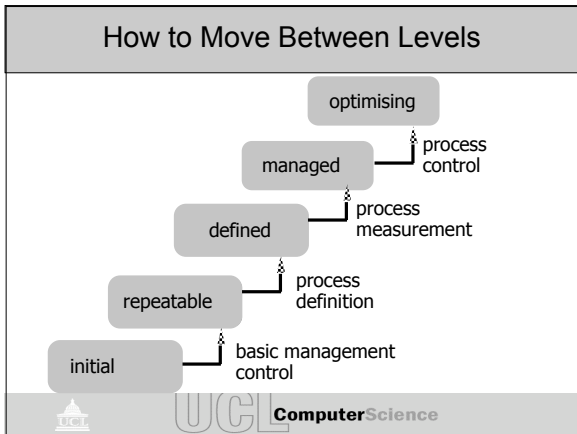 How to Move Between Levels
optimising
process
control
managed
process
measurement
defined
process
definition
repeatable
basic management
control
initial
UCL
UCL
ComputerScience